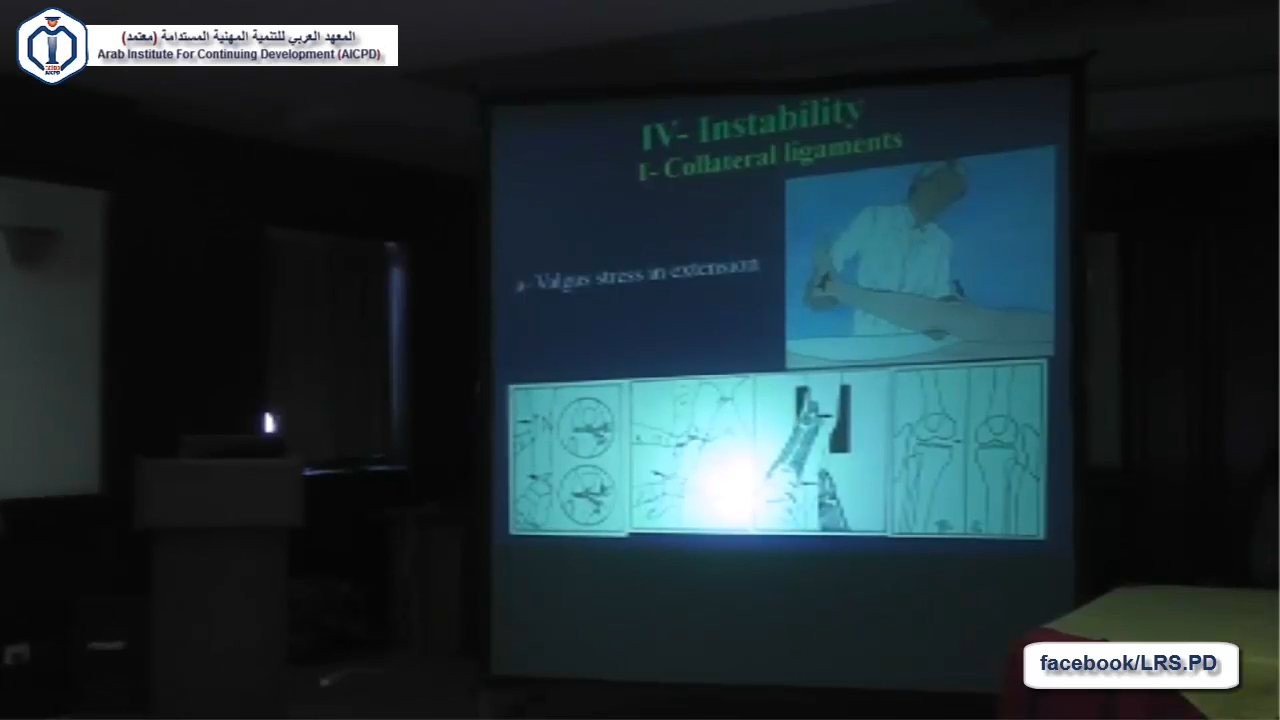 المعهد العربي للتنمية المهنية المستدامة (معتمد)
Arab Institute For Continuing Development (AICPD)
AICPD
IV- Instability
I- Collateral ligaments
a- Valgus stress in extension
facebook/LRS.PD